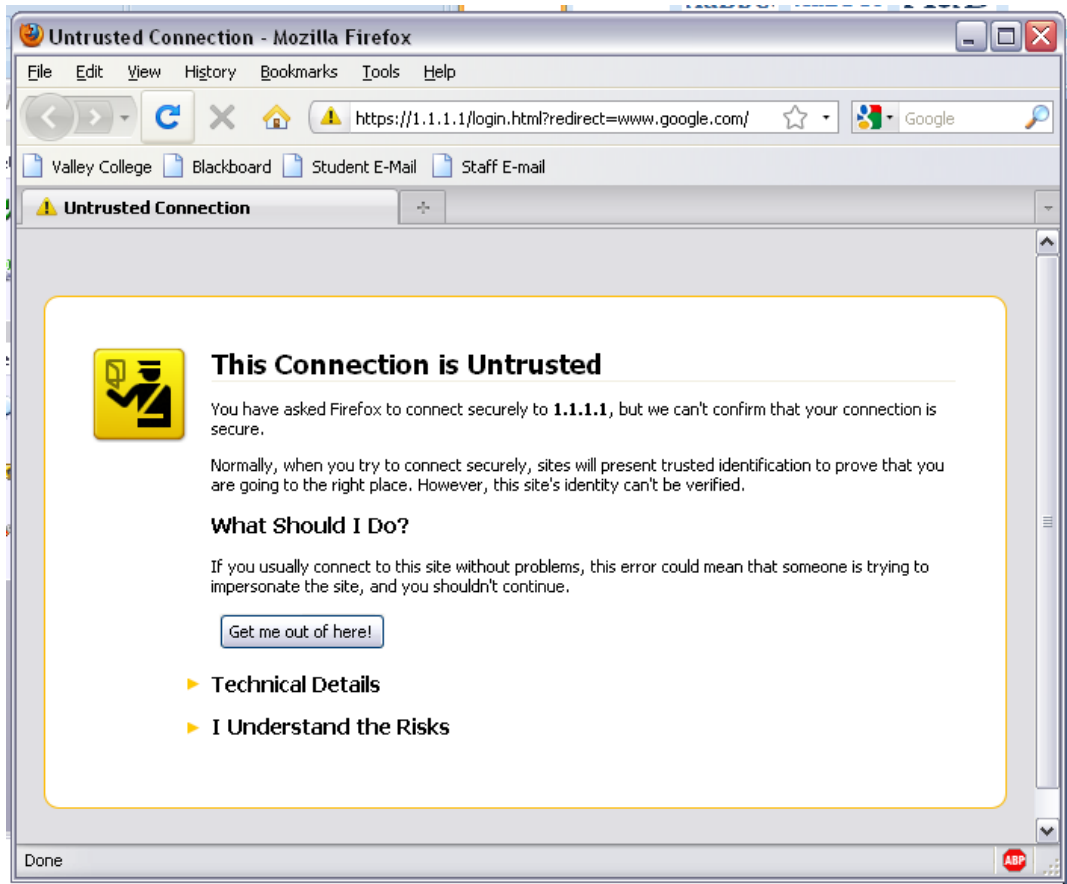 Untrusted Connection - Mozilla Firefox
File Edit View History Bookmarks Tools Help
https://1.1.1.1/login.html?redirect=www.google.com/ Google
Valley College Blackboard Student E-Mail Staff E-mail
Untrusted Connection
This Connection is Untrusted
You have asked Firefox to connect securely to 1.1.1.1, but we can't confirm that your connection is
secure.
Normally, when you try to connect securely, sites will present trusted identification to prove that you
are going to the right place. However, this site's identity can't be verified.
What Should I Do?
If you usually connect to this site without problems, this error could mean that someone is trying to
impersonate the site, and you shouldn't continue.
Get me out of here!
Technical Details
I Understand the Risks
Done ABP